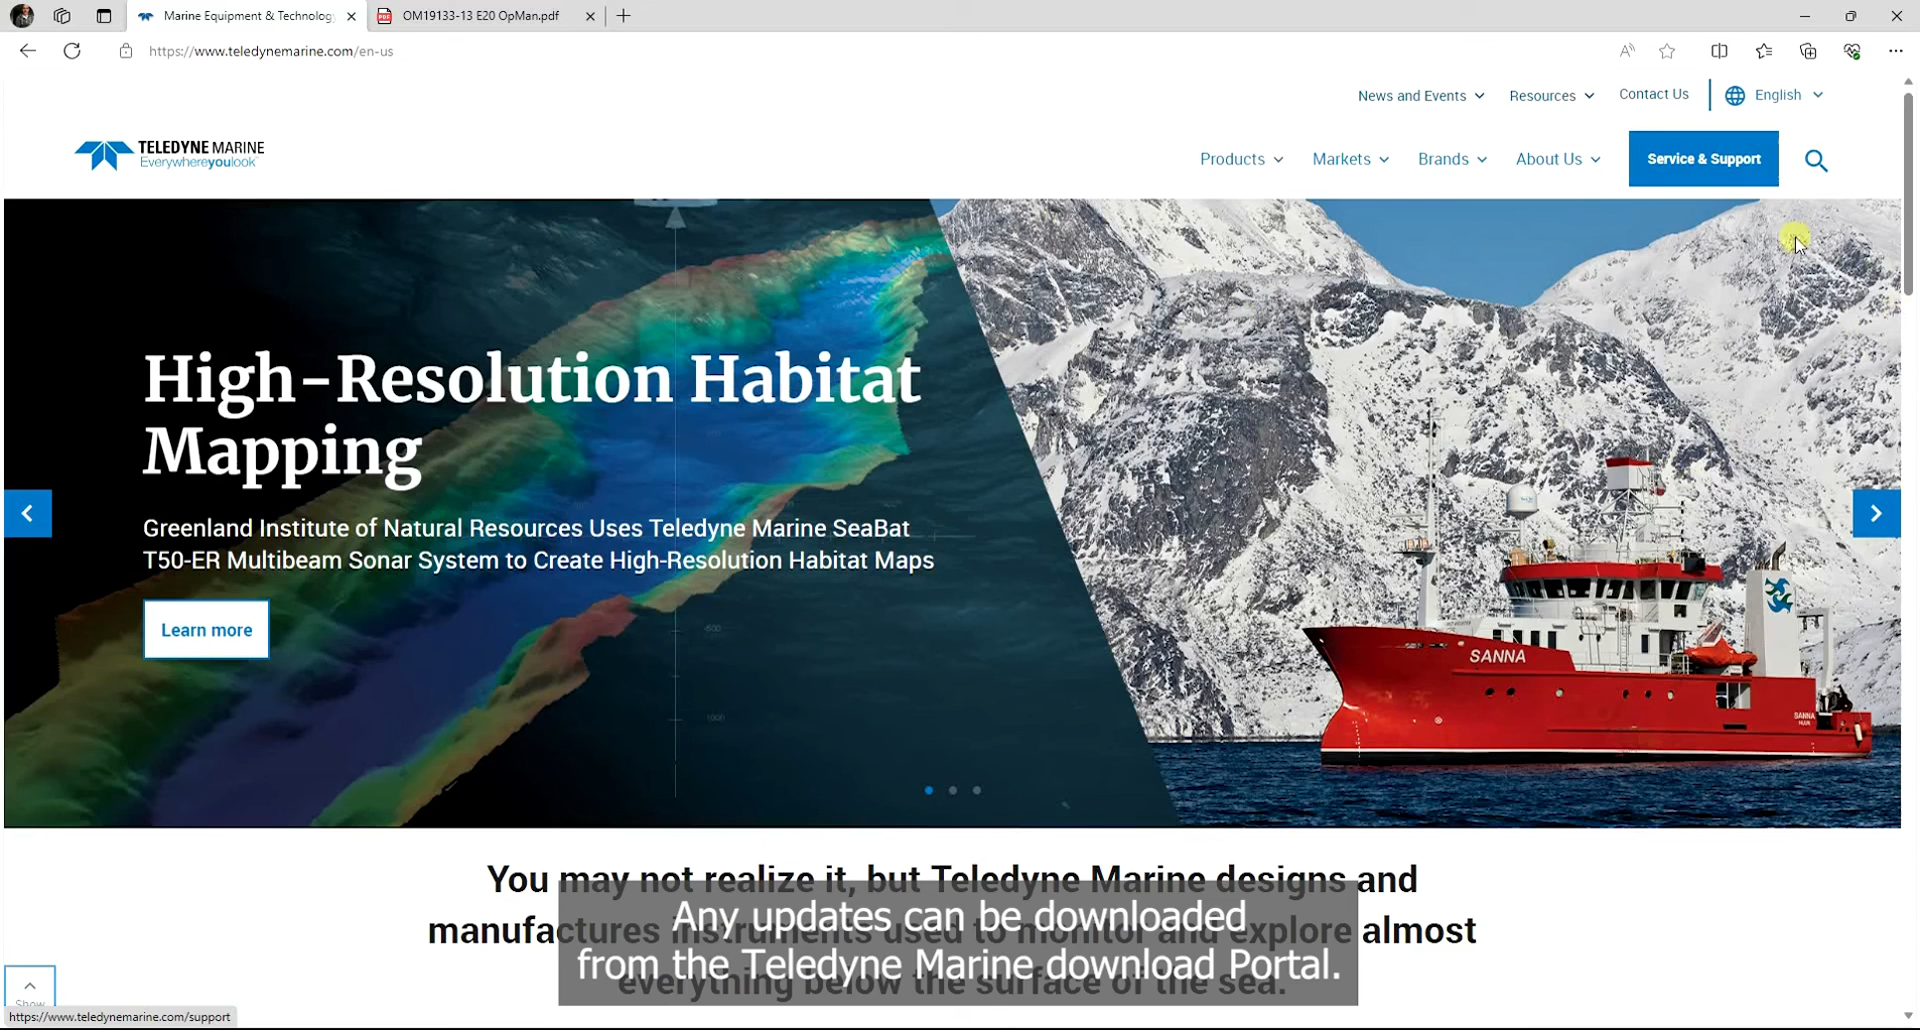 Marine Equipment & Technolog
OM19133-13 E20 OpMan.pdf
https://www.teledynemarine.com/en-us
News and Events
Resources
Contact Us
English
TELEDYNE MARINE
Everywhereyoulook
Products
Markets
Brands
About Us
Service & Support
High-Resolution Habitat
Mapping
Greenland Institute of Natural Resources Uses Teledyne Marine SeaBat
T50-ER Multibeam Sonar System to Create High-Resolution Habitat Maps
Learn more
SANNA
SANNA
You may not realize it, but Teledyne Marine designs and
manufactures instruments used to monitor and explore almost
everything below the surface of the sea.
Any updates can be downloaded
from the Teledyne Marine download Portal.
Show
https://www.teledynemarine.com/support